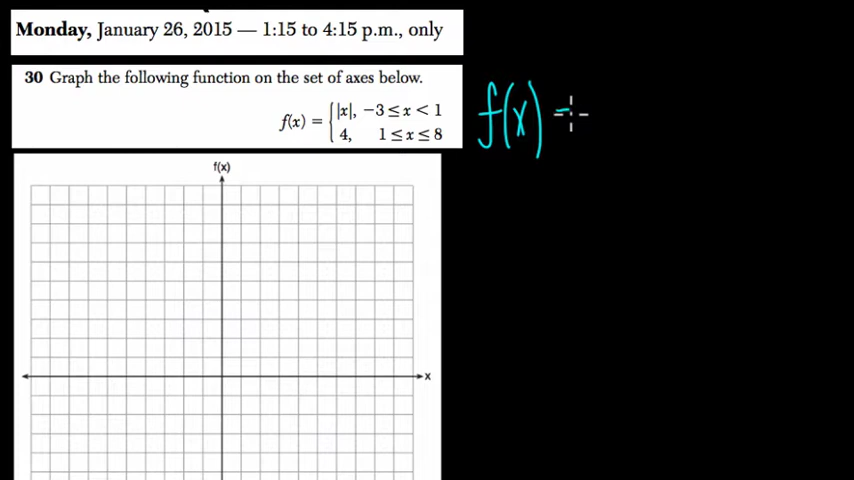 Monday, January 26, 2015 — 1:15 to 4:15 p.m., only
30 Graph the following function on the set of axes below.
f(x) = { |x|, −3 ≤ x < 1
4, 1 ≤ x ≤ 8
f(x) =
f(x)
x